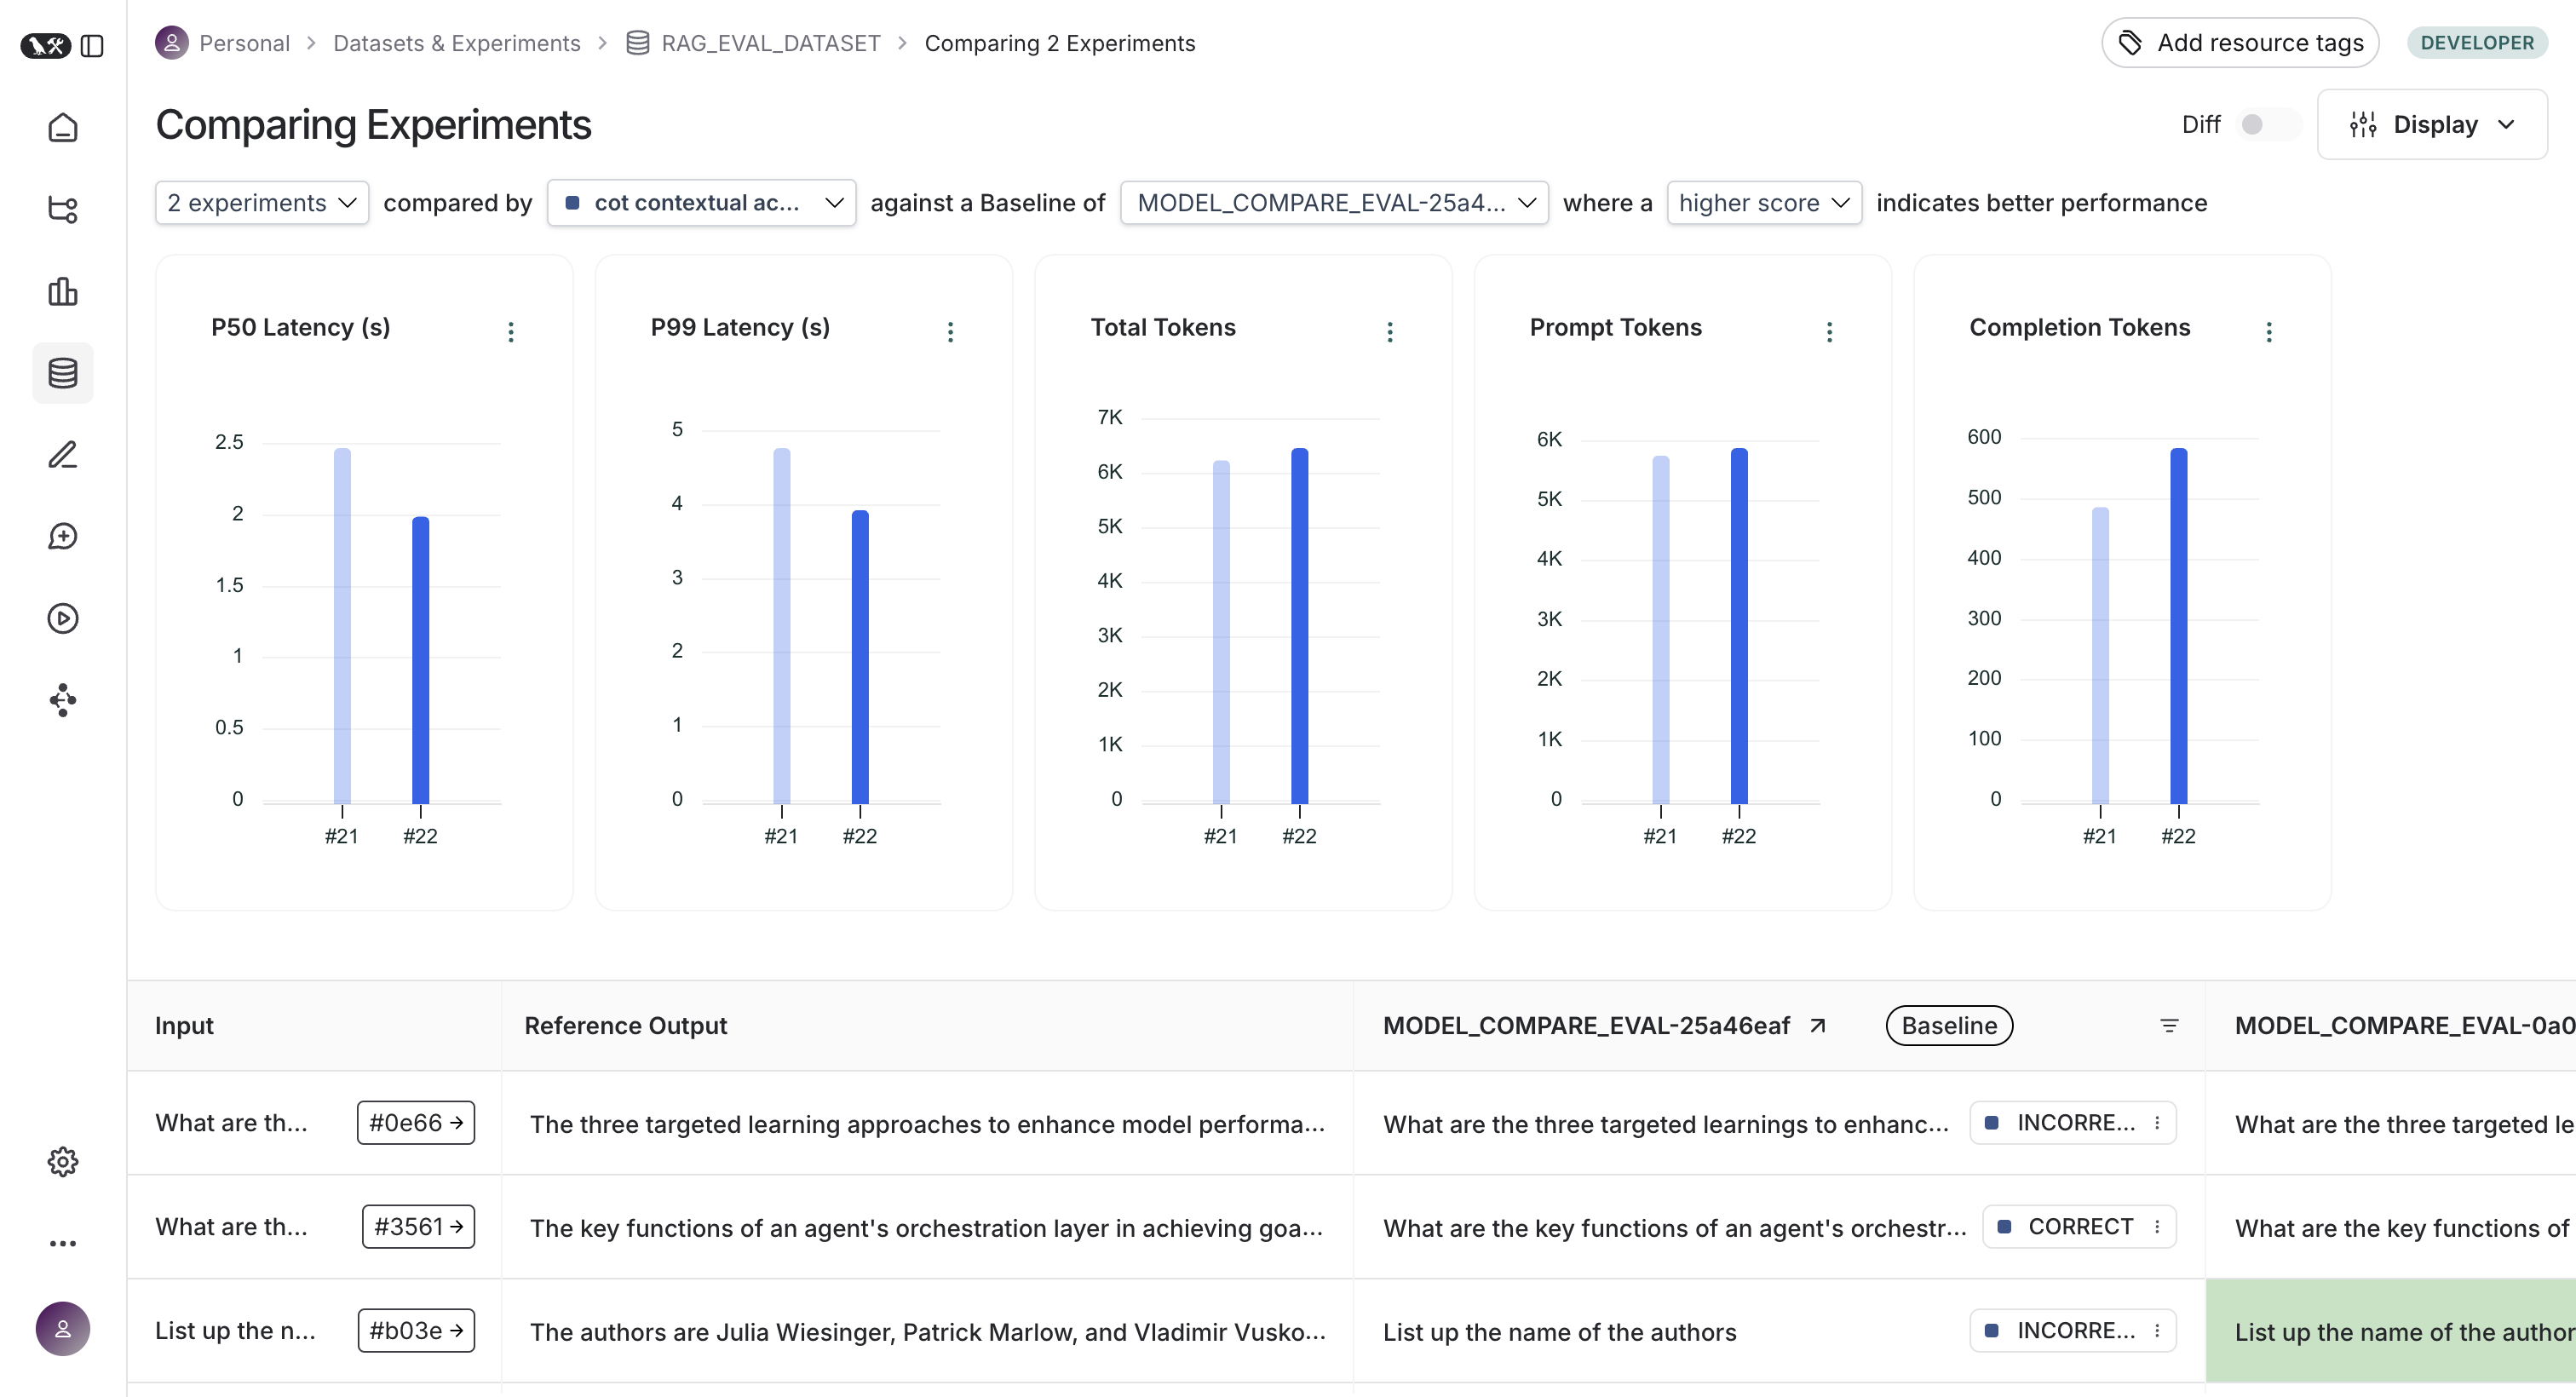 Personal > Datasets & Experiments > RAG_EVAL_DATASET > Comparing 2 Experiments
Add resource tags
DEVELOPER
Comparing Experiments
Diff
Display
2 experiments compared by cot contextual ac... against a Baseline of MODEL_COMPARE_EVAL-25a4... where a higher score indicates better performance
P50 Latency (s)
2.5
2
1.5
1
0.5
0
#21 #22
P99 Latency (s)
5
4
3
2
1
0
#21 #22
Total Tokens
7K
6K
5K
4K
3K
2K
1K
0
#21 #22
Prompt Tokens
6K
5K
4K
3K
2K
1K
0
#21 #22
Completion Tokens
600
500
400
300
200
100
0
#21 #22
Input Reference Output MODEL_COMPARE_EVAL-25a46eaf Baseline MODEL_COMPARE_EVAL-0a0
What are th... #0e66 The three targeted learning approaches to enhance model performa... What are the three targeted learnings to enhanc... INCORRE... What are the three targeted le
What are th... #3561 The key functions of an agent's orchestration layer in achieving goa... What are the key functions of an agent's orchestr... CORRECT What are the key functions of
List up the n... #b03e The authors are Julia Wiesinger, Patrick Marlow, and Vladimir Vusko... List up the name of the authors INCORRE... List up the name of the author